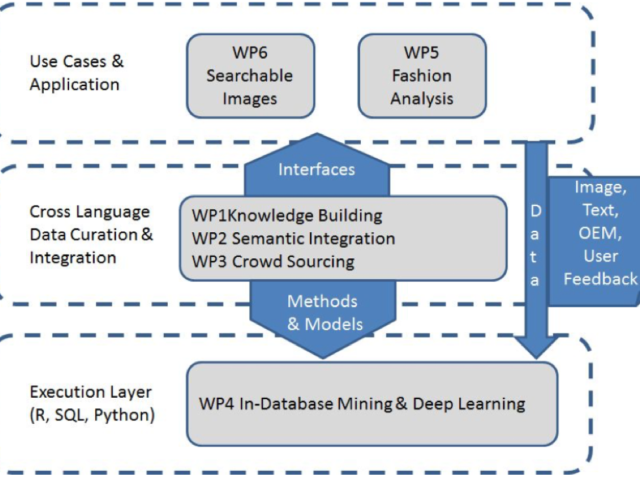 Use Cases &
Application
WP6
Searchable
Images
WP5
Fashion
Analysis
Interfaces
Cross Language
Data Curation &
Integration
WP1Knowledge Building
WP2 Semantic Integration
WP3 Crowd Sourcing
Data
Image,
Text,
OEM,
User
Feedback
Methods
& Models
Execution Layer
(R, SQL, Python)
WP4 In-Database Mining & Deep Learning